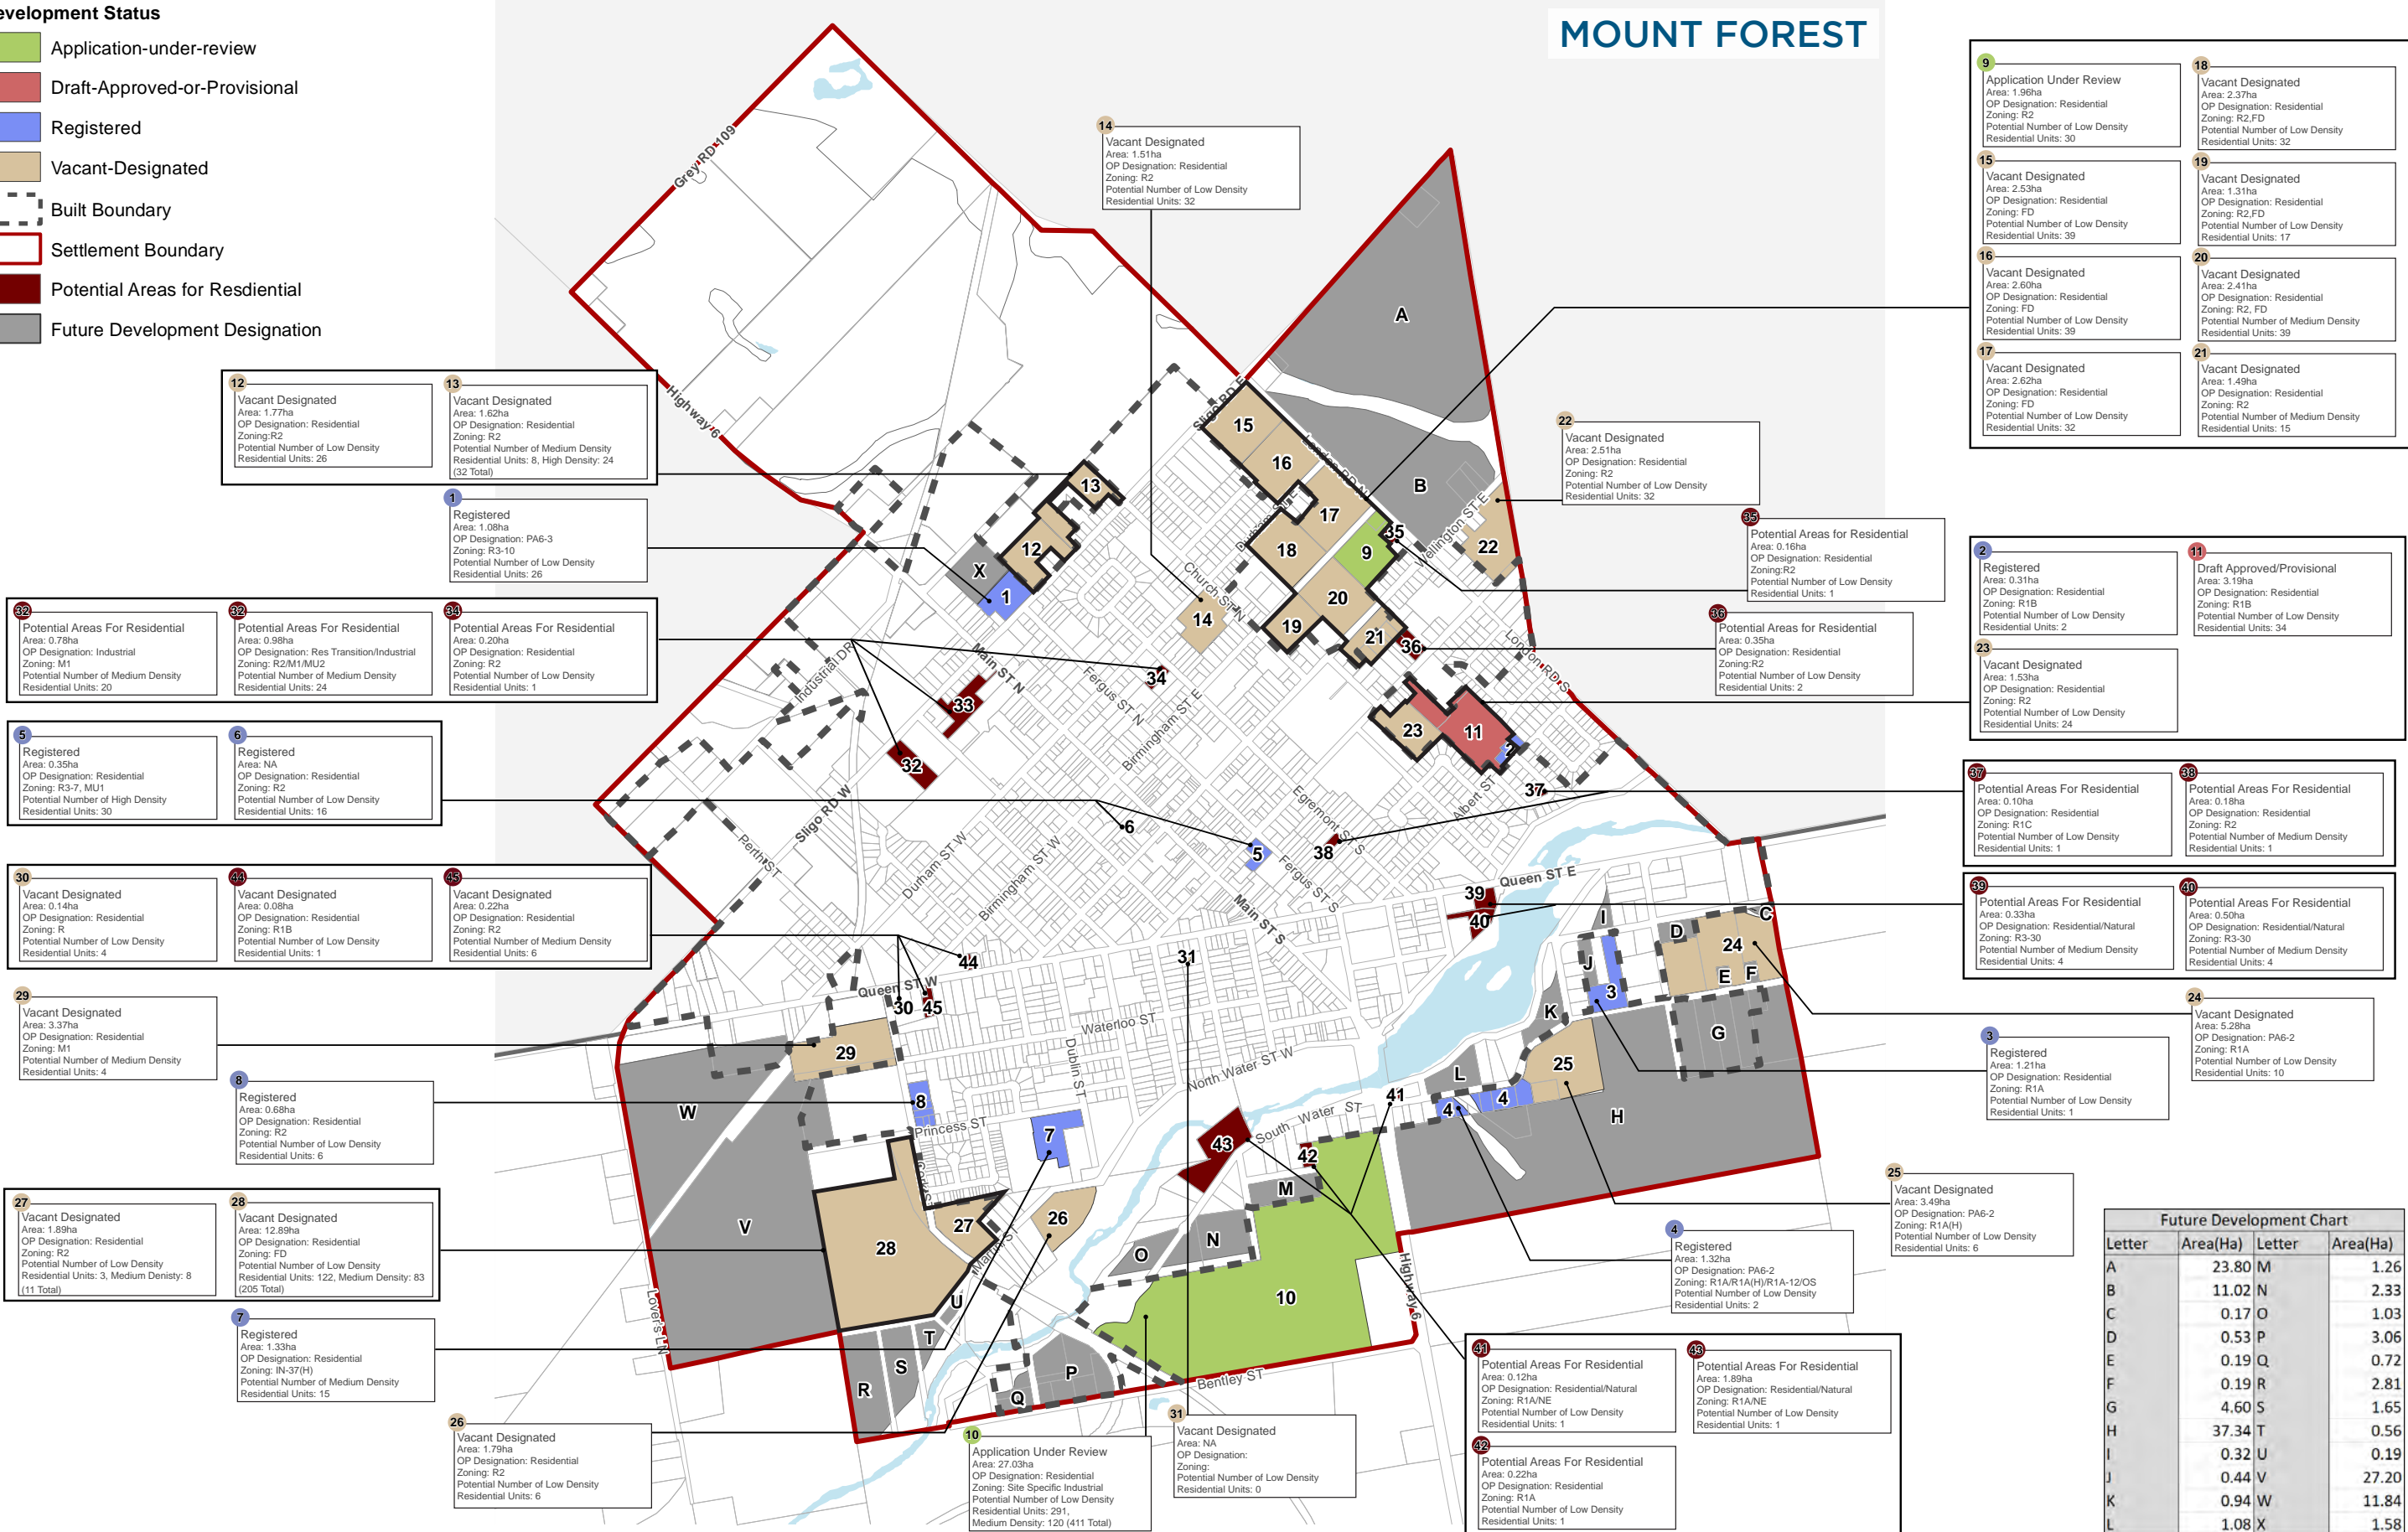 evelopment Status
Application-under-review
Draft-Approved-or-Provisional
Registered
Vacant-Designated
Built Boundary
Settlement Boundary
Potential Areas for Resdiential
Future Development Designation
MOUNT FOREST
9
Application Under Review
Area: 1.96ha
OP Designation: Residential
Zoning: R2
Potential Number of Low Density
Residential Units: 30
18
Vacant Designated
Area: 2.37ha
OP Designation: Residential
Zoning: R2,FD
Potential Number of Low Density
Residential Units: 32
15
Vacant Designated
Area: 2.53ha
OP Designation: Residential
Zoning: FD
Potential Number of Low Density
Residential Units: 39
19
Vacant Designated
Area: 1.31ha
OP Designation: Residential
Zoning: R2,FD
Potential Number of Low Density
Residential Units: 17
16
Vacant Designated
Area: 2.60ha
OP Designation: Residential
Zoning: FD
Potential Number of Low Density
Residential Units: 39
20
Vacant Designated
Area: 2.41ha
OP Designation: Residential
Zoning: R2, FD
Potential Number of Medium Density
Residential Units: 39
17
Vacant Designated
Area: 2.62ha
OP Designation: Residential
Zoning: FD
Potential Number of Low Density
Residential Units: 32
21
Vacant Designated
Area: 1.49ha
OP Designation: Residential
Zoning: R2
Potential Number of Medium Density
Residential Units: 15
14
Vacant Designated
Area: 1.51ha
OP Designation: Residential
Zoning: R2
Potential Number of Low Density
Residential Units: 32
12
Vacant Designated
Area: 1.77ha
OP Designation: Residential
Zoning:R2
Potential Number of Low Density
Residential Units: 26
13
Vacant Designated
Area: 1.62ha
OP Designation: Residential
Zoning: R2
Potential Number of Medium Density
Residential Units: 8, High Density: 24
(32 Total)
1
Registered
Area: 1.08ha
OP Designation: PA6-3
Zoning: R3-10
Potential Number of Low Density
Residential Units: 26
22
Vacant Designated
Area: 2.51ha
OP Designation: Residential
Zoning: R2
Potential Number of Low Density
Residential Units: 32
35
Potential Areas for Residential
Area: 0.16ha
OP Designation: Residential
Zoning:R2
Potential Number of Low Density
Residential Units: 1
36
Potential Areas for Residential
Area: 0.35ha
OP Designation: Residential
Zoning:R2
Potential Number of Low Density
Residential Units: 2
2
Registered
Area: 0.31ha
OP Designation: Residential
Zoning: R1B
Potential Number of Low Density
Residential Units: 2
11
Draft Approved/Provisional
Area: 3.19ha
OP Designation: Residential
Zoning: R1B
Potential Number of Low Density
Residential Units: 34
23
Vacant Designated
Area: 1.53ha
OP Designation: Residential
Zoning: R2
Potential Number of Low Density
Residential Units: 24
32
Potential Areas For Residential
Area: 0.78ha
OP Designation: Industrial
Zoning: M1
Potential Number of Medium Density
Residential Units: 20
32
Potential Areas For Residential
Area: 0.98ha
OP Designation: Res Transition/Industrial
Zoning: R2/M1/MU2
Potential Number of Medium Density
Residential Units: 24
34
Potential Areas For Residential
Area: 0.20ha
OP Designation: Residential
Zoning: R2
Potential Number of Low Density
Residential Units: 1
5
Registered
Area: 0.35ha
OP Designation: Residential
Zoning: R3-7, MU1
Potential Number of High Density
Residential Units: 30
6
Registered
Area: NA
OP Designation: Residential
Zoning: R2
Potential Number of Low Density
Residential Units: 16
37
Potential Areas For Residential
Area: 0.10ha
OP Designation: Residential
Zoning: R1C
Potential Number of Low Density
Residential Units: 1
38
Potential Areas For Residential
Area: 0.18ha
OP Designation: Residential
Zoning: R2
Potential Number of Medium Density
Residential Units: 1
30
Vacant Designated
Area: 0.14ha
OP Designation: Residential
Zoning: R
Potential Number of Low Density
Residential Units: 4
44
Vacant Designated
Area: 0.08ha
OP Designation: Residential
Zoning: R1B
Potential Number of Low Density
Residential Units: 1
45
Vacant Designated
Area: 0.22ha
OP Designation: Residential
Zoning: R2
Potential Number of Medium Density
Residential Units: 6
39
Potential Areas For Residential
Area: 0.33ha
OP Designation: Residential/Natural
Zoning: R3-30
Potential Number of Medium Density
Residential Units: 4
40
Potential Areas For Residential
Area: 0.50ha
OP Designation: Residential/Natural
Zoning: R3-30
Potential Number of Medium Density
Residential Units: 4
29
Vacant Designated
Area: 3.37ha
OP Designation: Residential
Zoning: M1
Potential Number of Medium Density
Residential Units: 4
24
Vacant Designated
Area: 5.28ha
OP Designation: PA6-2
Zoning: R1A
Potential Number of Low Density
Residential Units: 10
3
Registered
Area: 1.21ha
OP Designation: Residential
Zoning: R1A
Potential Number of Low Density
Residential Units: 1
8
Registered
Area: 0.68ha
OP Designation: Residential
Zoning: R2
Potential Number of Low Density
Residential Units: 6
25
Vacant Designated
Area: 3.49ha
OP Designation: PA6-2
Zoning: R1A(H)
Potential Number of Low Density
Residential Units: 6
27
Vacant Designated
Area: 1.89ha
OP Designation: Residential
Zoning: R2
Potential Number of Low Density
Residential Units: 3, Medium Denisty: 8
(11 Total)
28
Vacant Designated
Area: 12.89ha
OP Designation: Residential
Zoning: FD
Potential Number of Low Density
Residential Units: 122, Medium Density: 83
(205 Total)
4
Registered
Area: 1.32ha
OP Designation: PA6-2
Zoning: R1A/R1A(H)/R1A-12/OS
Potential Number of Low Density
Residential Units: 2
7
Registered
Area: 1.33ha
OP Designation: Residential
Zoning: IN-37(H)
Potential Number of Medium Density
Residential Units: 15
26
Vacant Designated
Area: 1.79ha
OP Designation: Residential
Zoning: R2
Potential Number of Low Density
Residential Units: 6
10
Application Under Review
Area: 27.03ha
OP Designation: Residential
Zoning: Site Specific Industrial
Potential Number of Low Density
Residential Units: 291,
Medium Density: 120 (411 Total)
31
Vacant Designated
Area: NA
OP Designation:
Zoning:
Potential Number of Low Density
Residential Units: 0
41
Potential Areas For Residential
Area: 0.12ha
OP Designation: Residential/Natural
Zoning: R1A/NE
Potential Number of Low Density
Residential Units: 1
43
Potential Areas For Residential
Area: 1.89ha
OP Designation: Residential/Natural
Zoning: R1A/NE
Potential Number of Low Density
Residential Units: 1
42
Potential Areas For Residential
Area: 0.22ha
OP Designation: Residential
Zoning: R1A
Potential Number of Low Density
Residential Units: 1
Future Development Chart
Letter Area(Ha) Letter Area(Ha)
A 23.80 M 1.26
B 11.02 N 2.33
C 0.17 O 1.03
D 0.53 P 3.06
E 0.19 Q 0.72
F 0.19 R 2.81
G 4.60 S 1.65
H 37.34 T 0.56
I 0.32 U 0.19
J 0.44 V 27.20
K 0.94 W 11.84
L 1.08 X 1.58
Grey RD 109
Highway 6
Sligo RD E
London RD N
Durham ST E
Wellington ST E
Church ST N
London RD S
Main ST N
Industrial DR
Fergus ST N
Birmingham ST E
Sligo RD W
Perth ST
Durham ST W
Birmingham ST W
Egremont ST S
Albert ST
Fergus ST S
Main ST S
Queen ST E
Queen ST W
Waterloo ST
Dublin ST
North Water ST W
South Water ST
Princess ST
Cork ST
Martin S
Lover's LN
Highway 6
Bentley ST
A
B
15
16
17
18
9
35
22
13
12
X
1
14
20
19
21
36
34
33
32
23
11
2
37
6
5
38
39
40
I
C
D
24
E
F
J
3
K
G
44
31
30
45
29
W
8
7
L
25
4
4
41
H
43
42
M
V
28
27
26
N
O
10
U
T
S
R
Q
P